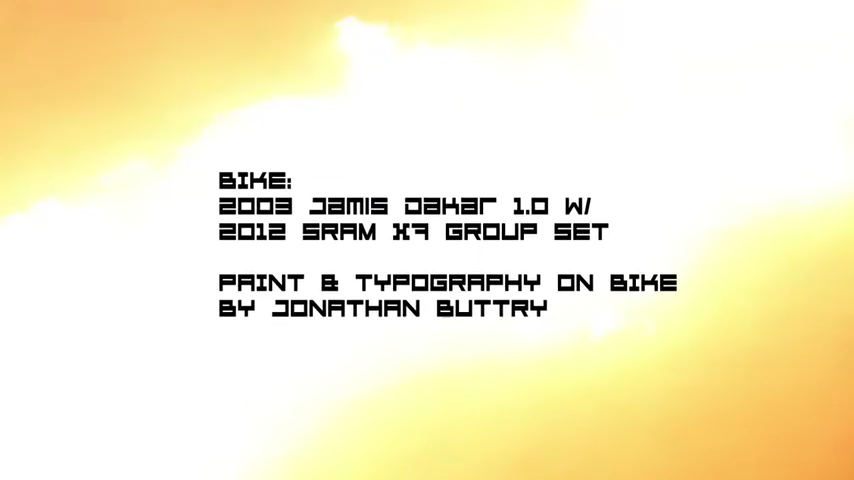 BIKE:
2003 Jamis Dakar 1.0 W/
2012 SRAM X7 GROUP SET
PAINT & TYPOGRAPHY ON BIKE
BY JONATHAN BUTTRY